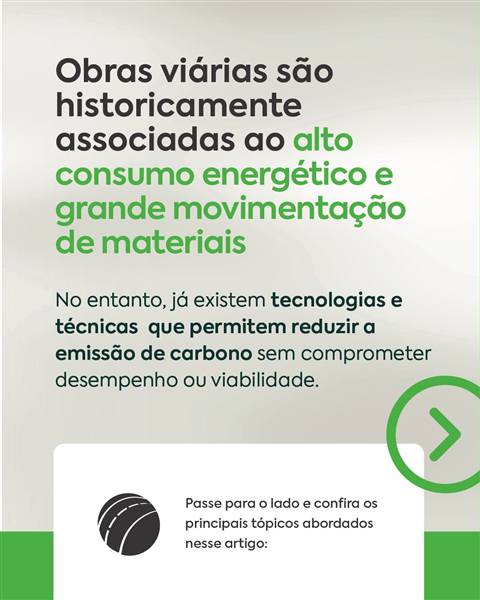 Obras viárias são
historicamente
associadas ao alto
consumo energético e
grande movimentação
de materiais
No entanto, já existem tecnologias e
técnicas que permitem reduzir a
emissão de carbono sem comprometer
desempenho ou viabilidade.
Passe para o lado e confira os
principais tópicos abordados
nesse artigo: